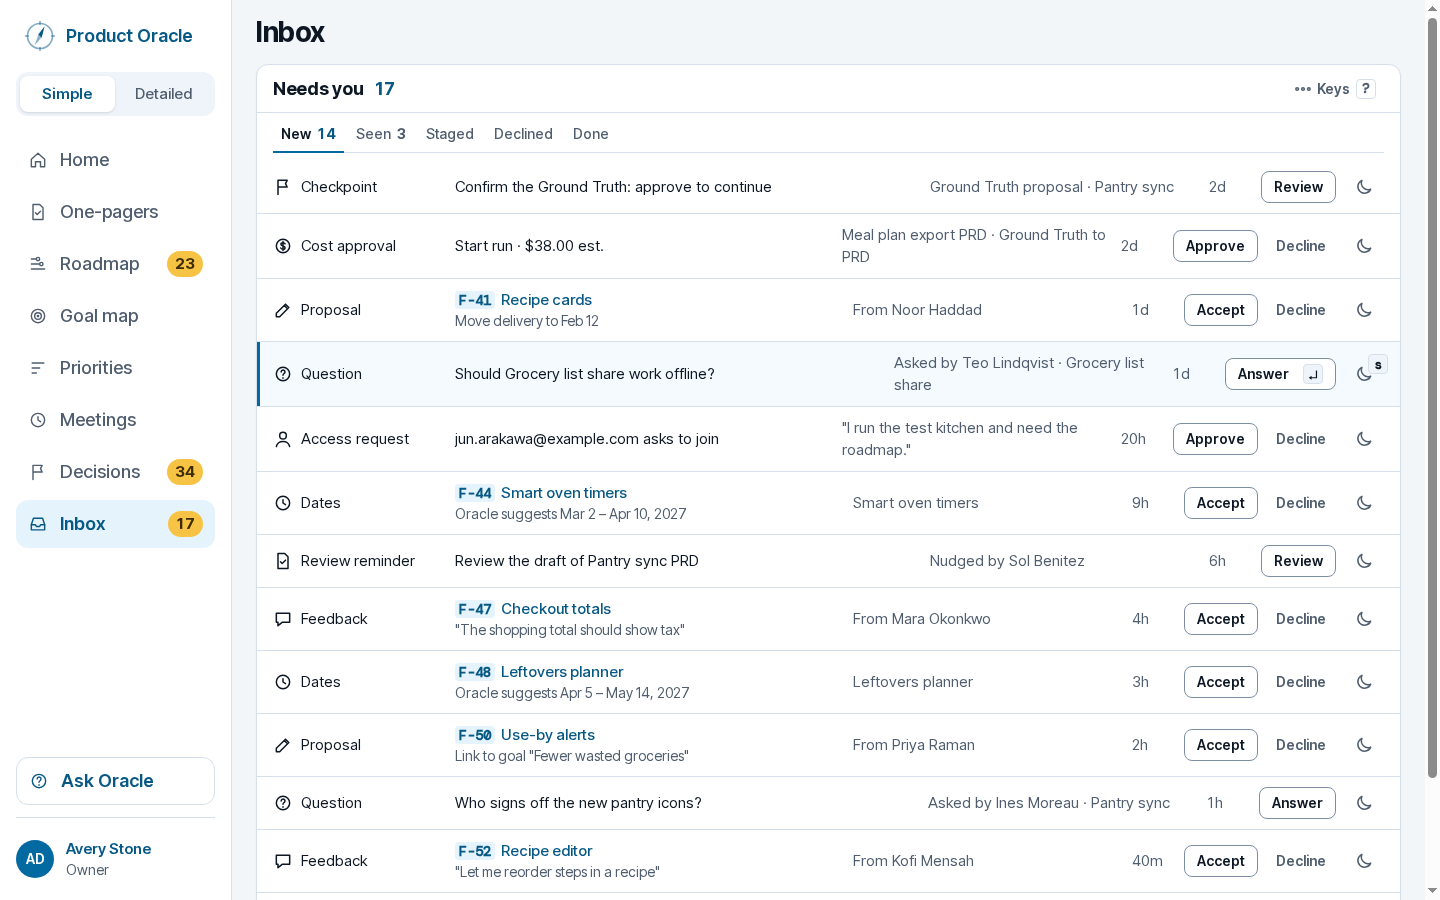 Product Oracle
Simple Detailed
Home
One-pagers
Roadmap 23
Goal map
Priorities
Meetings
Decisions 34
Inbox 17
Ask Oracle
AD Avery Stone
Owner
Inbox
Needs you 17 ••• Keys ?
New 14 Seen 3 Staged Declined Done
Checkpoint Confirm the Ground Truth: approve to continue Ground Truth proposal · Pantry sync 2d Review
Cost approval Start run · $38.00 est. Meal plan export PRD · Ground Truth to
PRD 2d Approve Decline
Proposal F-41 Recipe cards
Move delivery to Feb 12 From Noor Haddad 1d Accept Decline
Question Should Grocery list share work offline? Asked by Teo Lindqvist · Grocery list
share 1d Answer ↵ s
Access request jun.arakawa@example.com asks to join "I run the test kitchen and need the
roadmap." 20h Approve Decline
Dates F-44 Smart oven timers
Oracle suggests Mar 2 – Apr 10, 2027 Smart oven timers 9h Accept Decline
Review reminder Review the draft of Pantry sync PRD Nudged by Sol Benitez 6h Review
Feedback F-47 Checkout totals
"The shopping total should show tax" From Mara Okonkwo 4h Accept Decline
Dates F-48 Leftovers planner
Oracle suggests Apr 5 – May 14, 2027 Leftovers planner 3h Accept Decline
Proposal F-50 Use-by alerts
Link to goal "Fewer wasted groceries" From Priya Raman 2h Accept Decline
Question Who signs off the new pantry icons? Asked by Ines Moreau · Pantry sync 1h Answer
Feedback F-52 Recipe editor
"Let me reorder steps in a recipe" From Kofi Mensah 40m Accept Decline